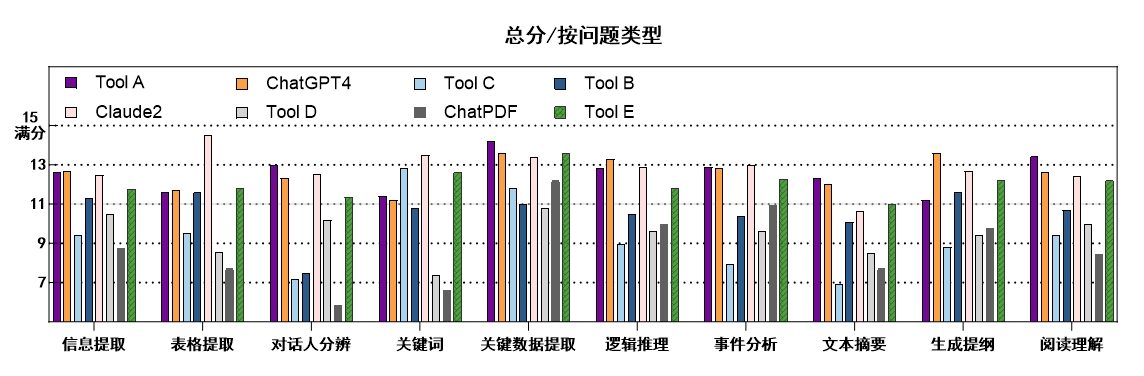 总分/按问题类型
Tool A ChatGPT4 Tool C Tool B
Claude2 Tool D ChatPDF Tool E
15
满分
13
11
9
7
信息提取 表格提取 对话人分辨 关键词 关键数据提取 逻辑推理 事件分析 文本摘要 生成提纲 阅读理解